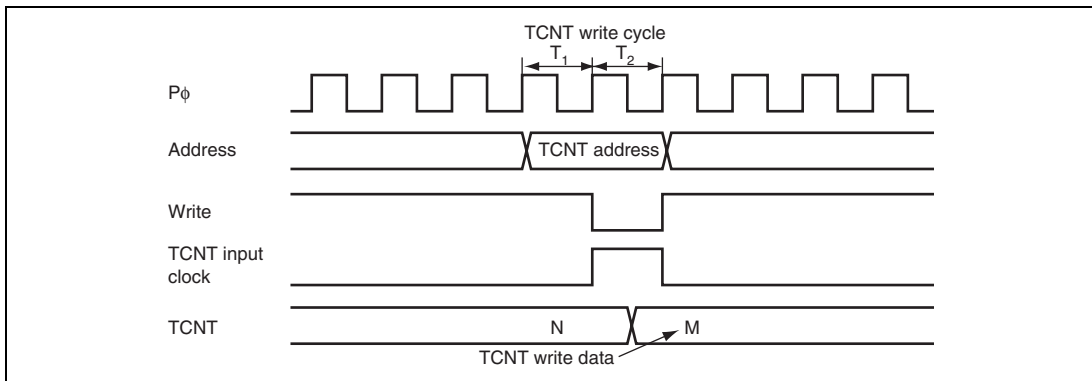 TCNT write cycle
T1 T2
Pϕ
Address
TCNT address
Write
TCNT input
clock
TCNT
N
M
TCNT write data